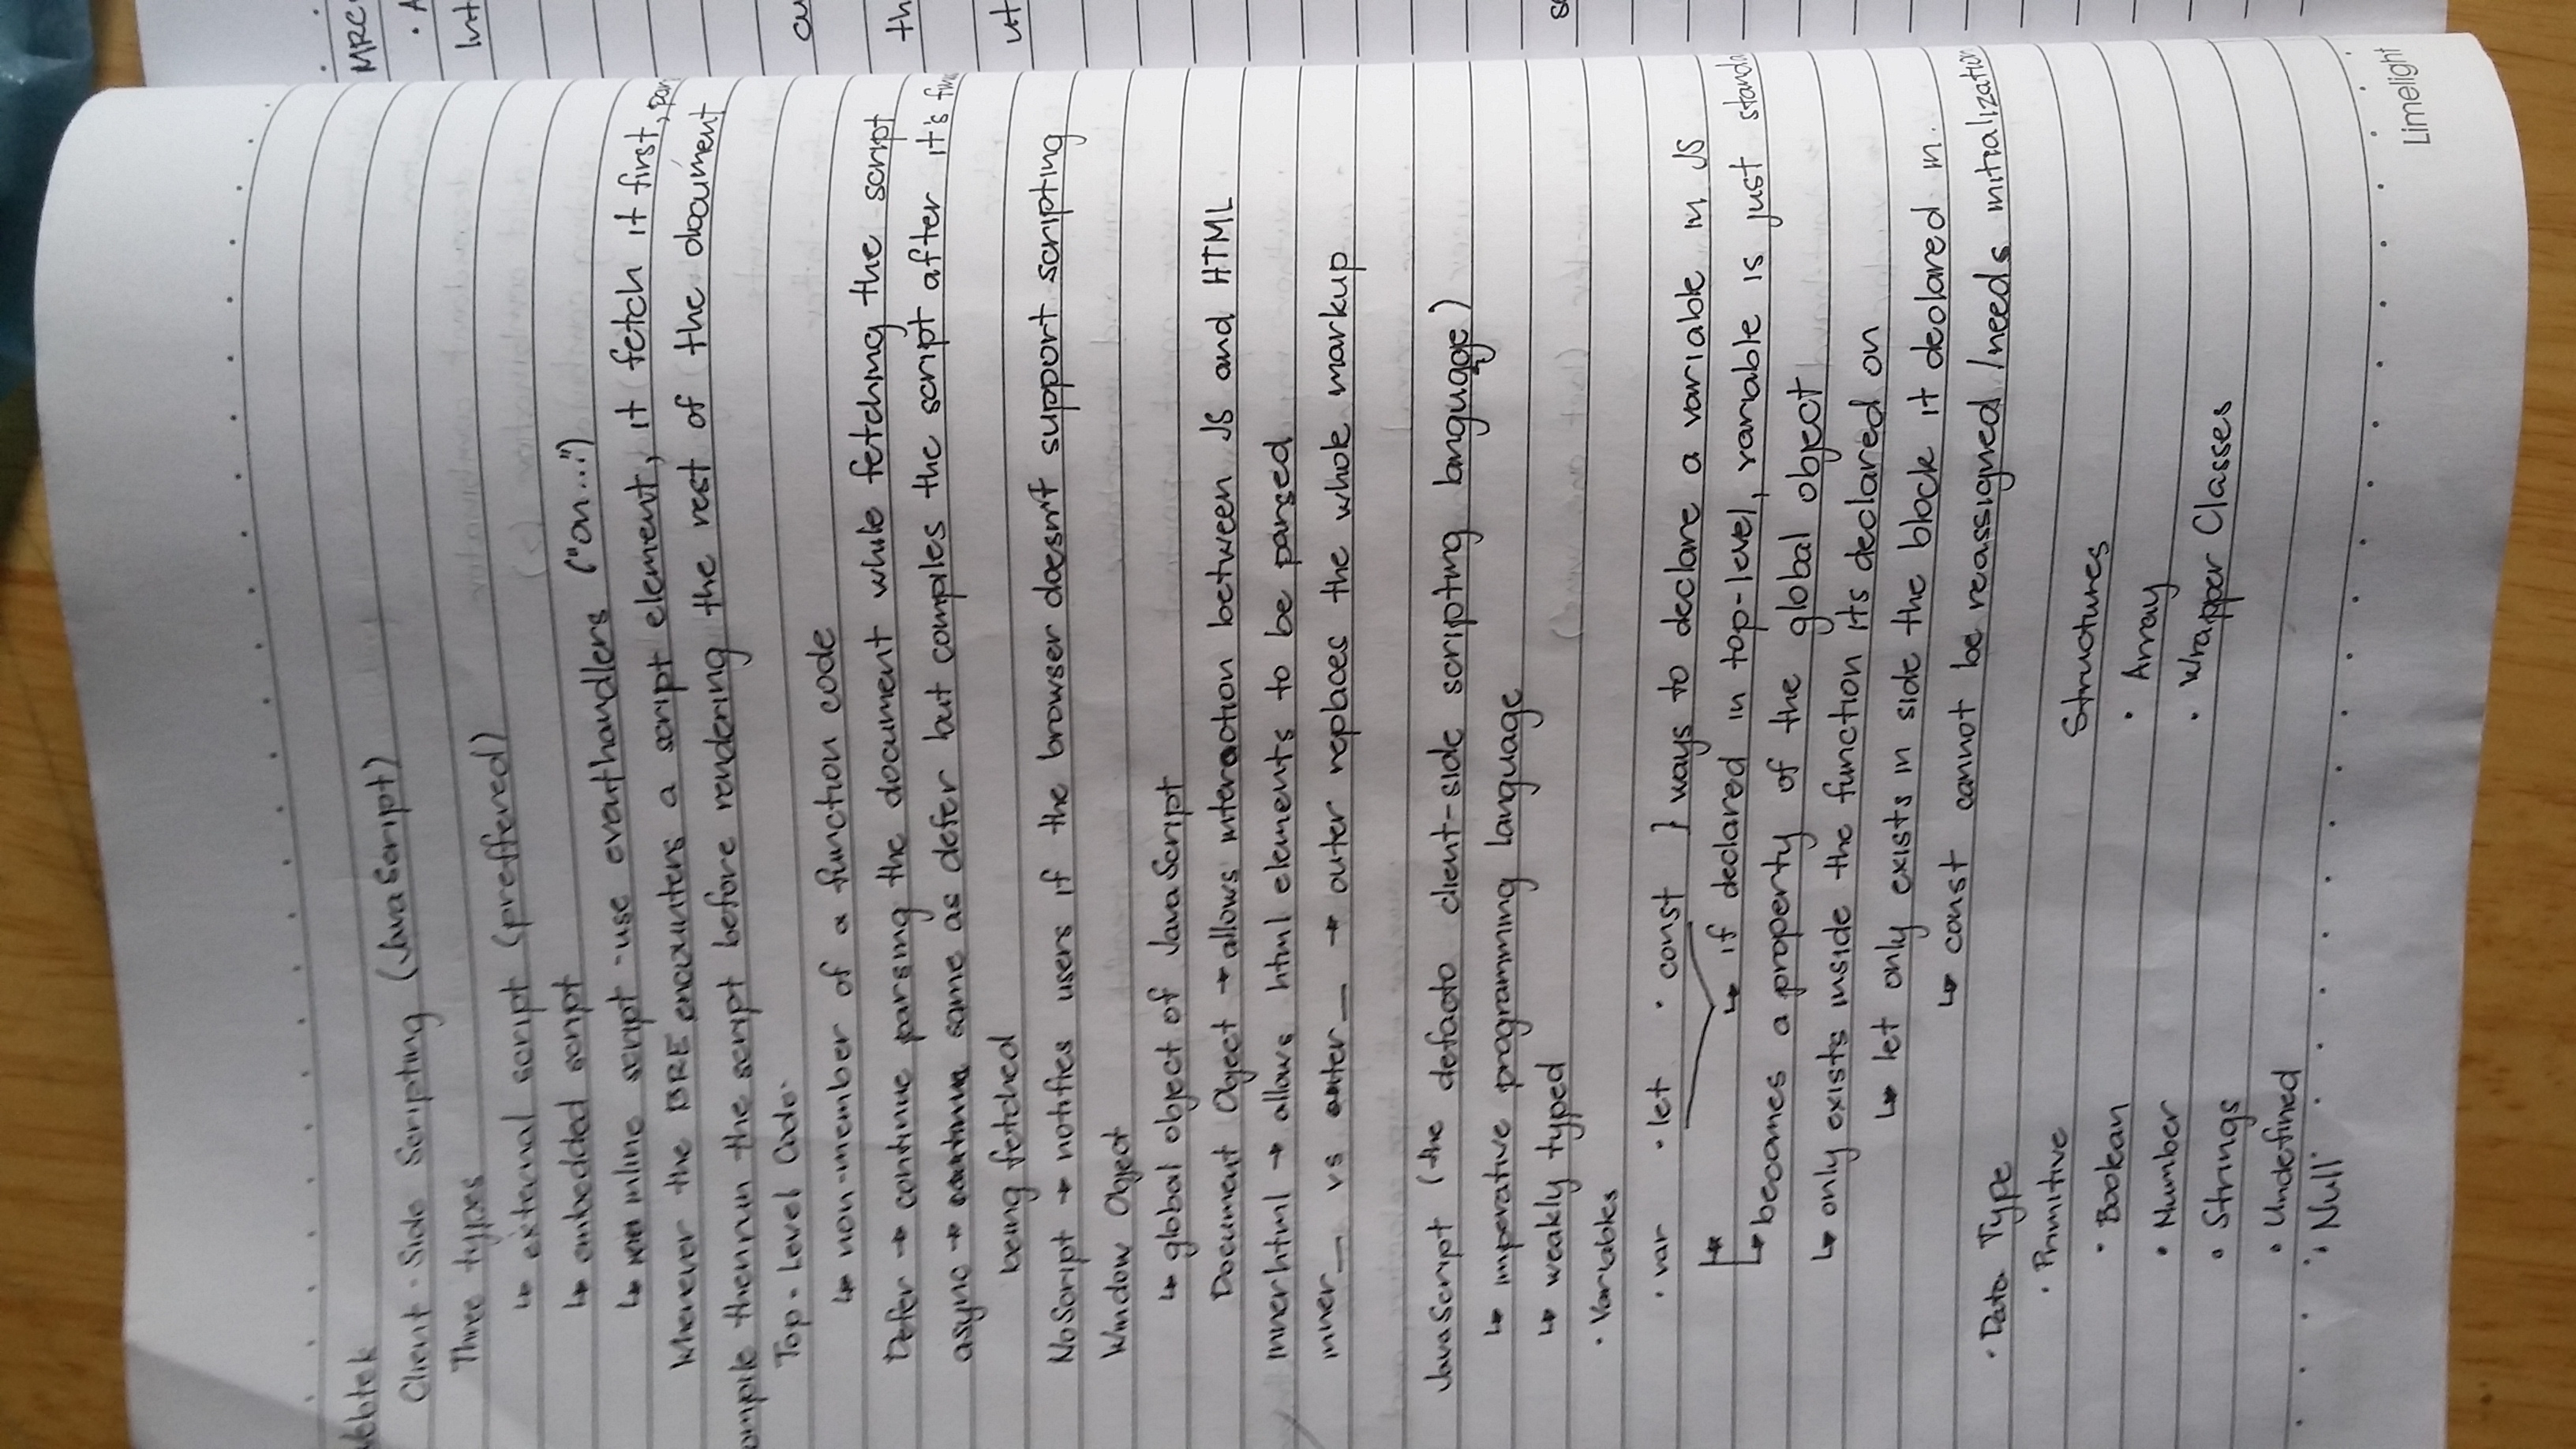 Webtek
Client-Side Scripting (JavaScript)
Three types
↳ external script (preffered)
↳ embedded script
↳ inline script - use eventhandlers ("on...")
Wherever the BRE encounters a script element, it fetch it first, par
ompile then run the script before rendering the rest of the document
Top-Level Code
↳ non-member of a function code
Defer → continue parsing the document while fetching the script
async → same as defer but compiles the script after it's
being fetched
NoScript → notifies users if the browser doesn't support scripting
Window Object
↳ global object of JavaScript
Document Object → allows interaction between JS and HTML
innerhtml → allows html elements to be parsed
inner_ vs outer_ → outer replaces the whole markup
JavaScript (the defacto client-side scripting language)
↳ imperative programming language
↳ weakly typed
• Variables
• var • let • const } ways to declare a variable in JS
↳ if declared in top-level, variable is just standa
↳ becomes a property of the global object
↳ only exists inside the function its declared on
↳ let only exists in side the block it declared in.
↳ const cannot be reassigned / needs initialization
• Data Type
• Primitive
Structures
• Boolean
• Array
• Number
• Wrapper Classes
• Strings
• Undefined
• Null
Limelight
MRC
• A
Int
cu
th
ut